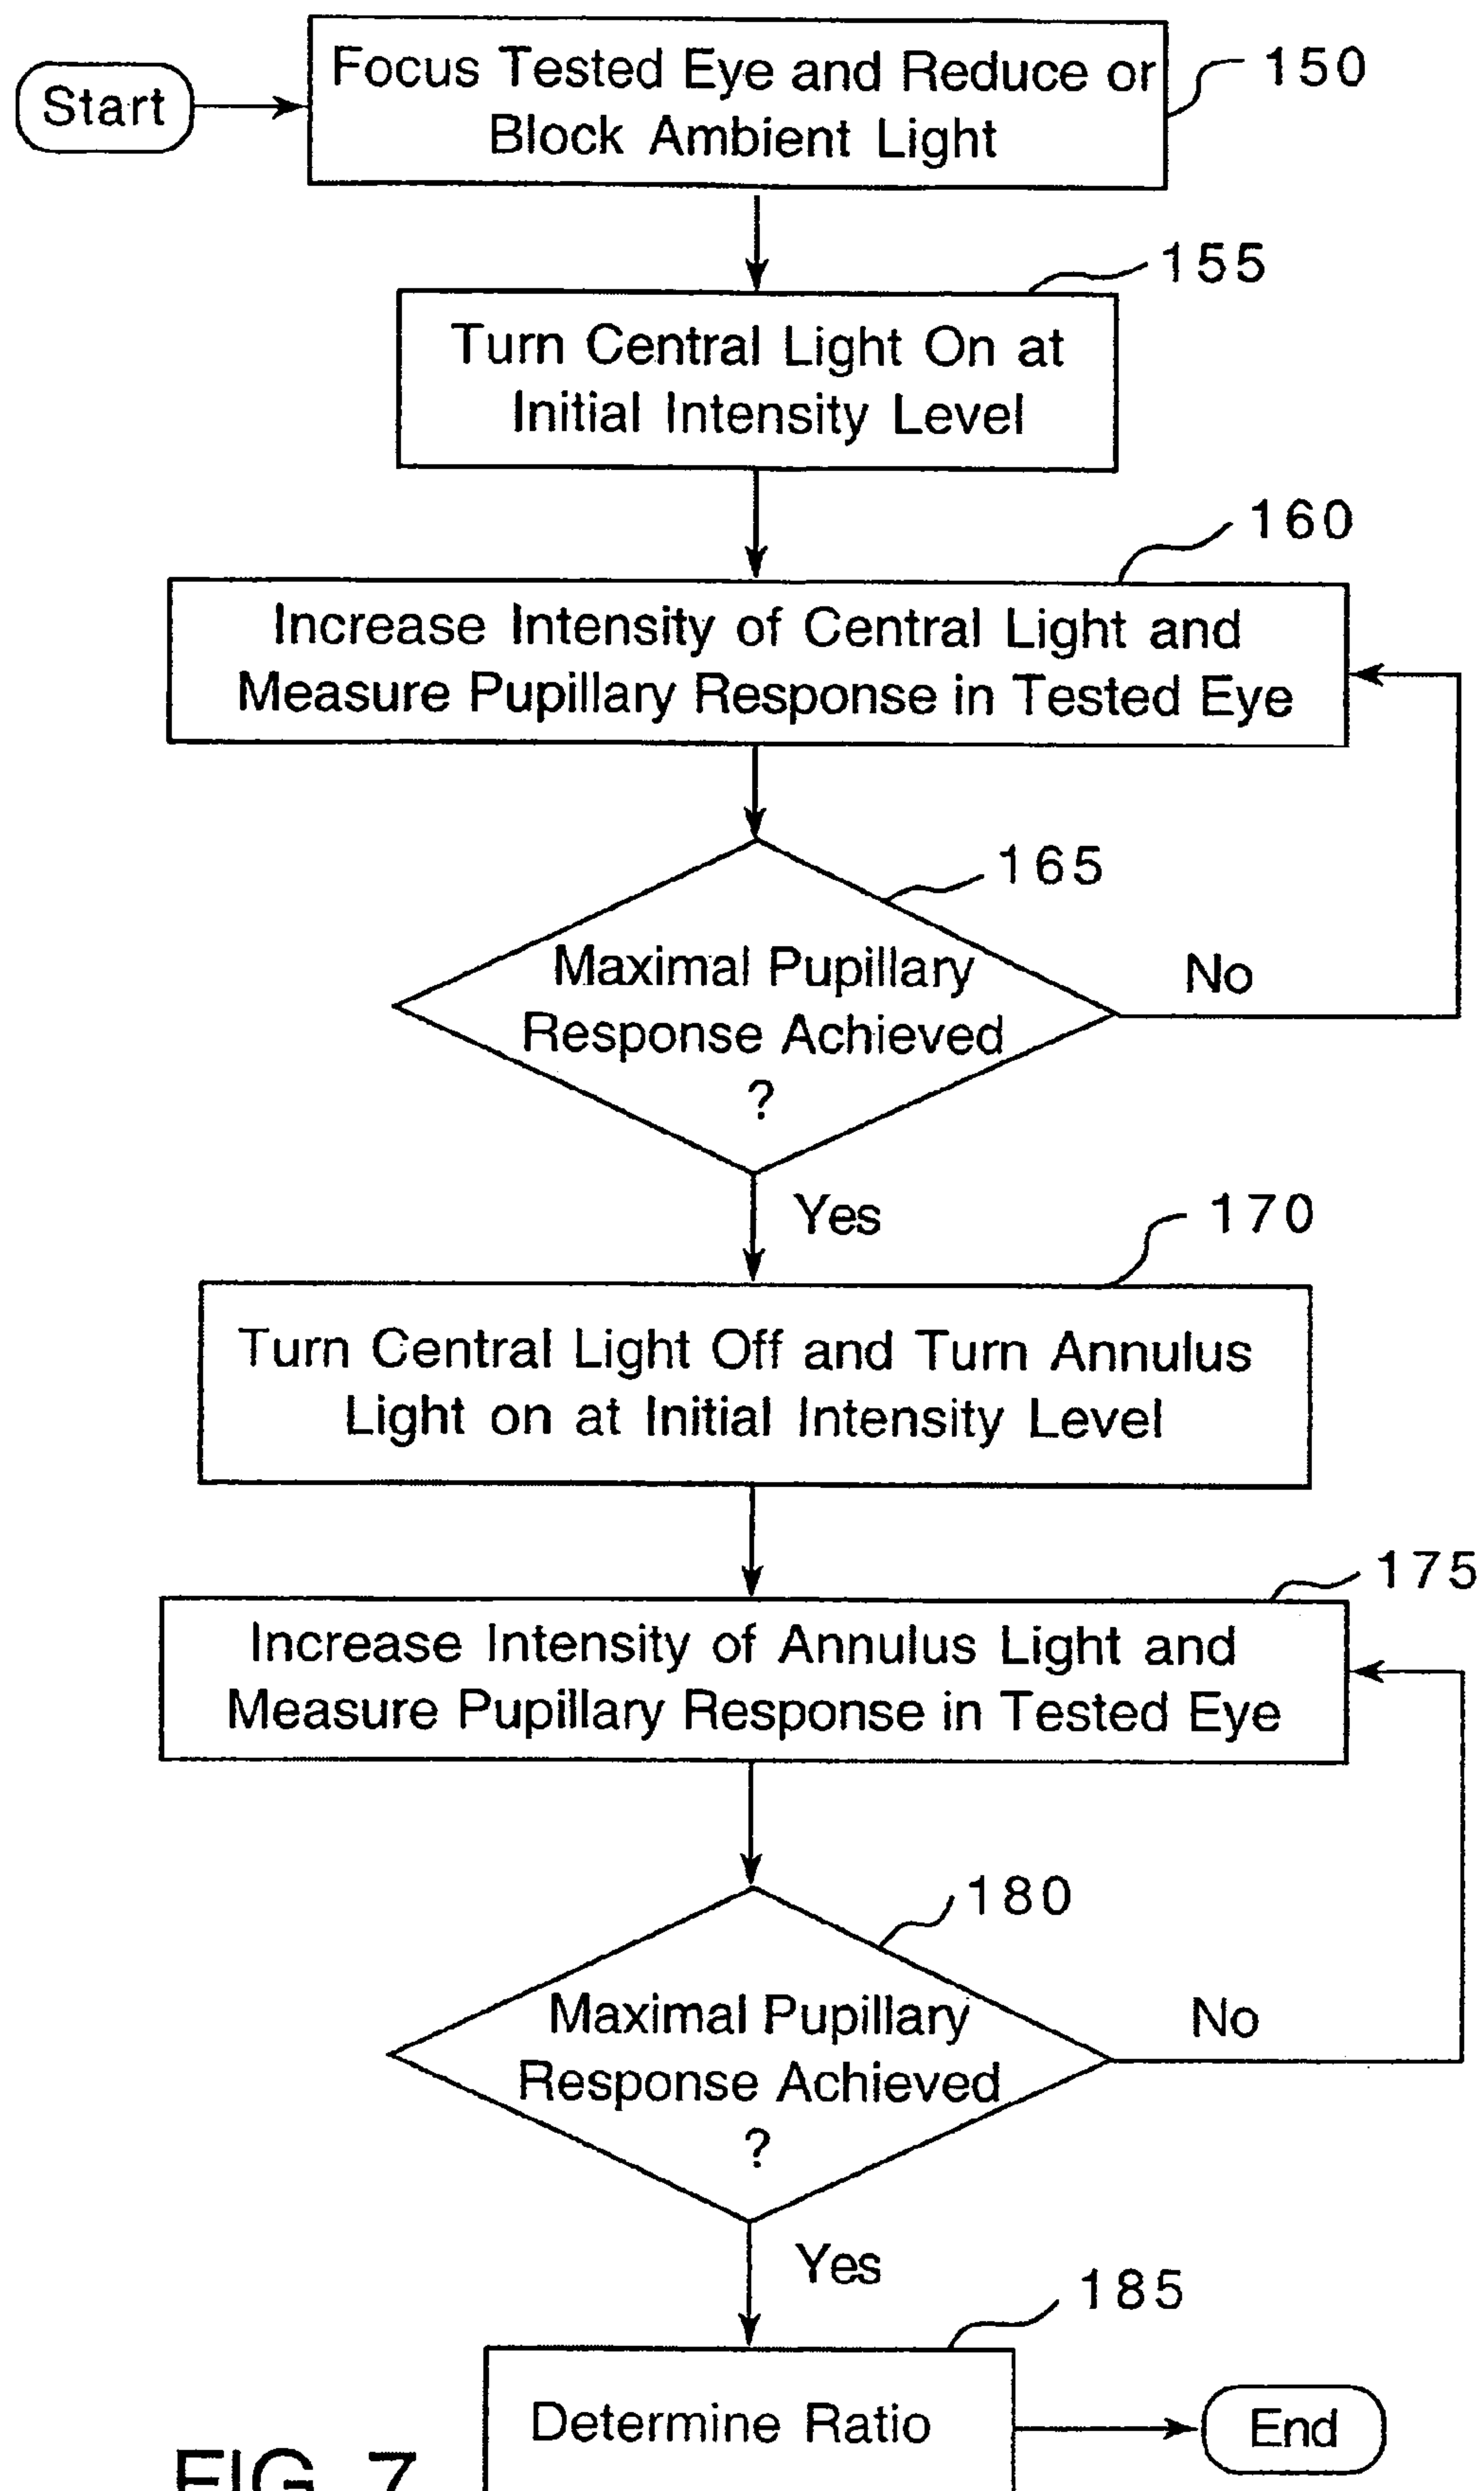 Start
Focus Tested Eye and Reduce or
Block Ambient Light
150
155
Turn Central Light On at
Initial Intensity Level
160
Increase Intensity of Central Light and
Measure Pupillary Response in Tested Eye
165
Maximal Pupillary
Response Achieved
?
No
Yes
170
Turn Central Light Off and Turn Annulus
Light on at Initial Intensity Level
175
Increase Intensity of Annulus Light and
Measure Pupillary Response in Tested Eye
180
Maximal Pupillary
Response Achieved
?
No
Yes
185
Determine Ratio
End
FIG. 7